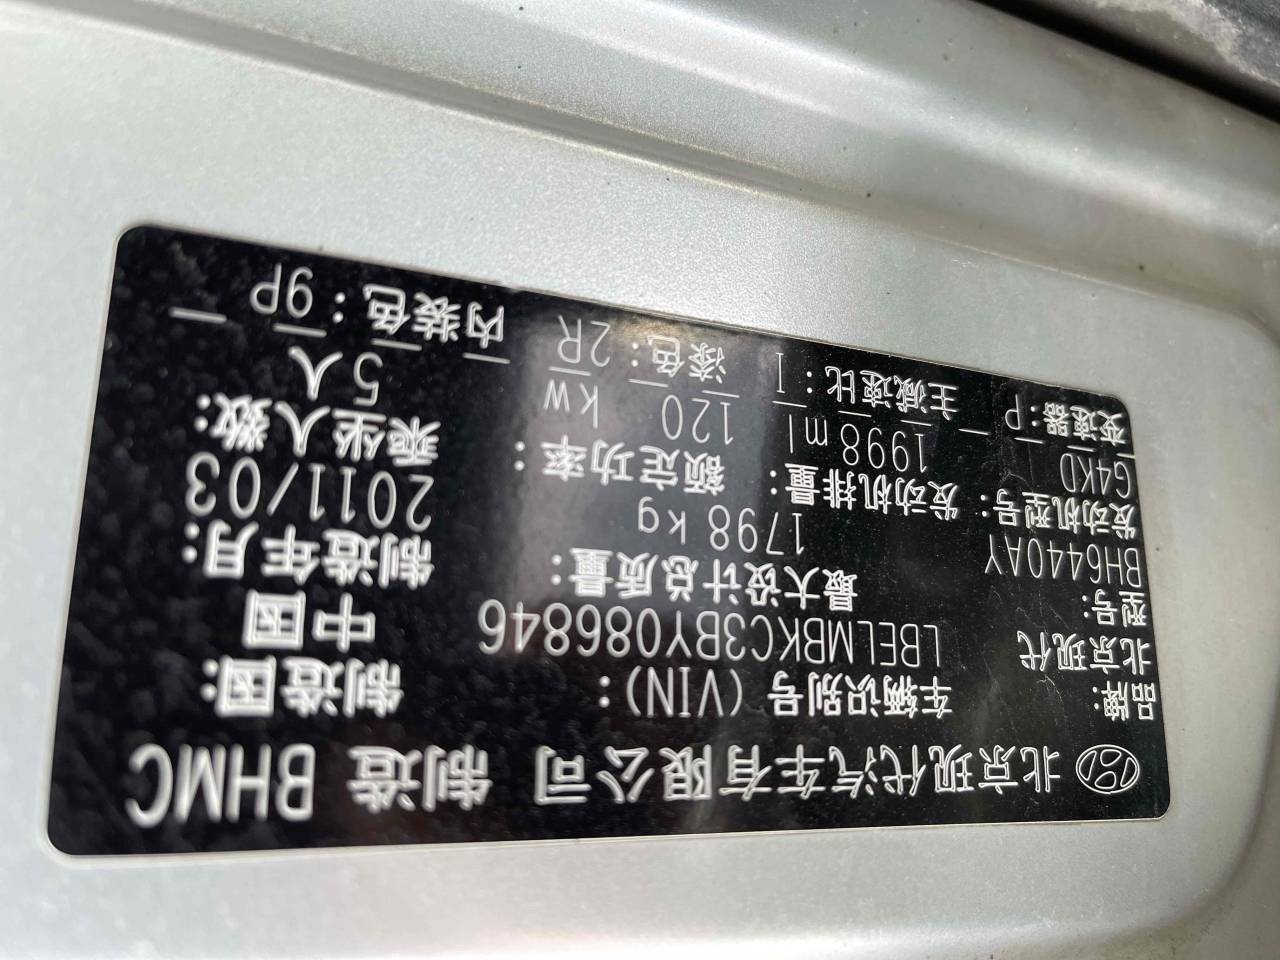 北京现代汽车有限公司 制造 BHMC
品牌: 车辆识别号 (VIN): 制造国:
北京现代 LBELMBKC3BY086846 中国
型号: 最大设计总质量: 制造年月:
BH6440AY 1798 kg 2011/03
发动机型号: 发动机排量: 额定功率: 乘坐人数:
G4KD 1998 ml 120 kw 5 人
变速器: P 主减速比: I 漆色: 2R 内装色: 9P